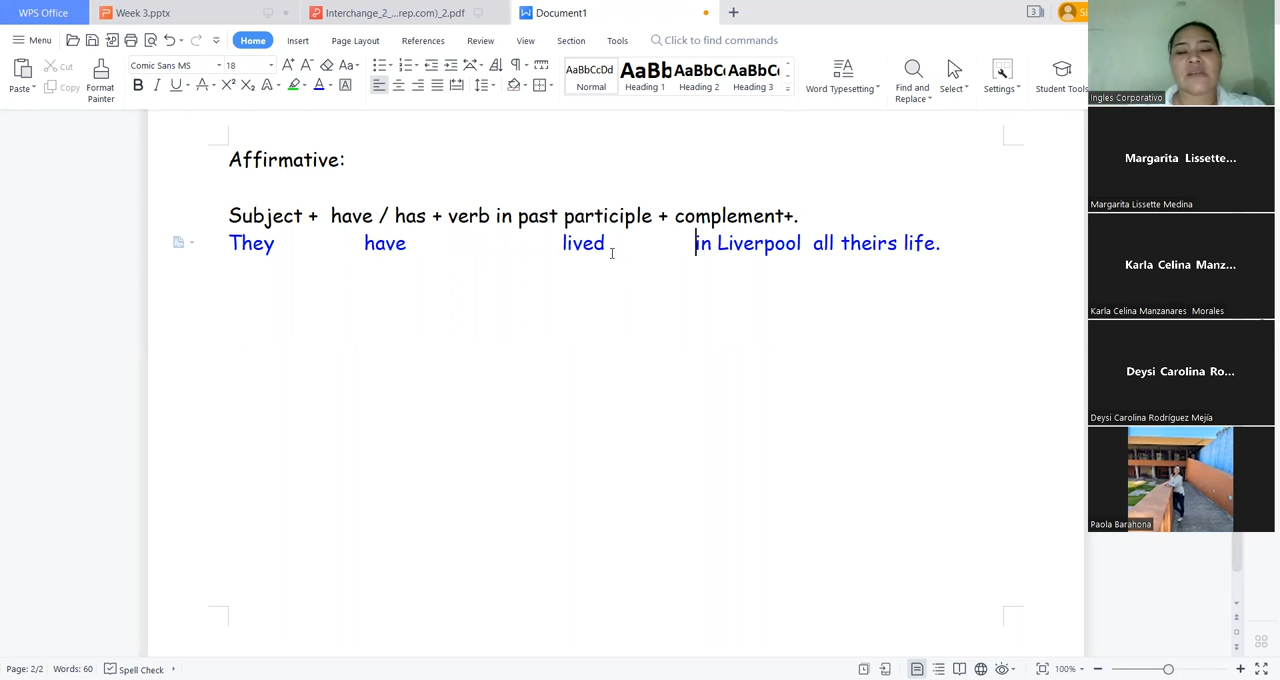 WPS Office
Week 3.pptx
Interchange_2_...rep.com)_2.pdf
Document1
+
3
Si
Menu
Home
Insert
Page Layout
References
Review
View
Section
Tools
Click to find commands
Paste
Cut
Copy
Format
Painter
Comic Sans MS
18
AaBbCcDd
Normal
AaBb
Heading 1
AaBbC
Heading 2
AaBbC
Heading 3
Word Typesetting
Find and
Replace
Select
Settings
Student Tools
Affirmative:
Subject + have / has + verb in past participle + complement+.
They have lived in Liverpool all theirs life.
Ingles Corporativo
Margarita Lissette...
Margarita Lissette Medina
Karla Celina Manz...
Karla Celina Manzanares Morales
Deysi Carolina Ro...
Deysi Carolina Rodríguez Mejía
Paola Barahona
Page: 2/2
Words: 60
Spell Check
100%